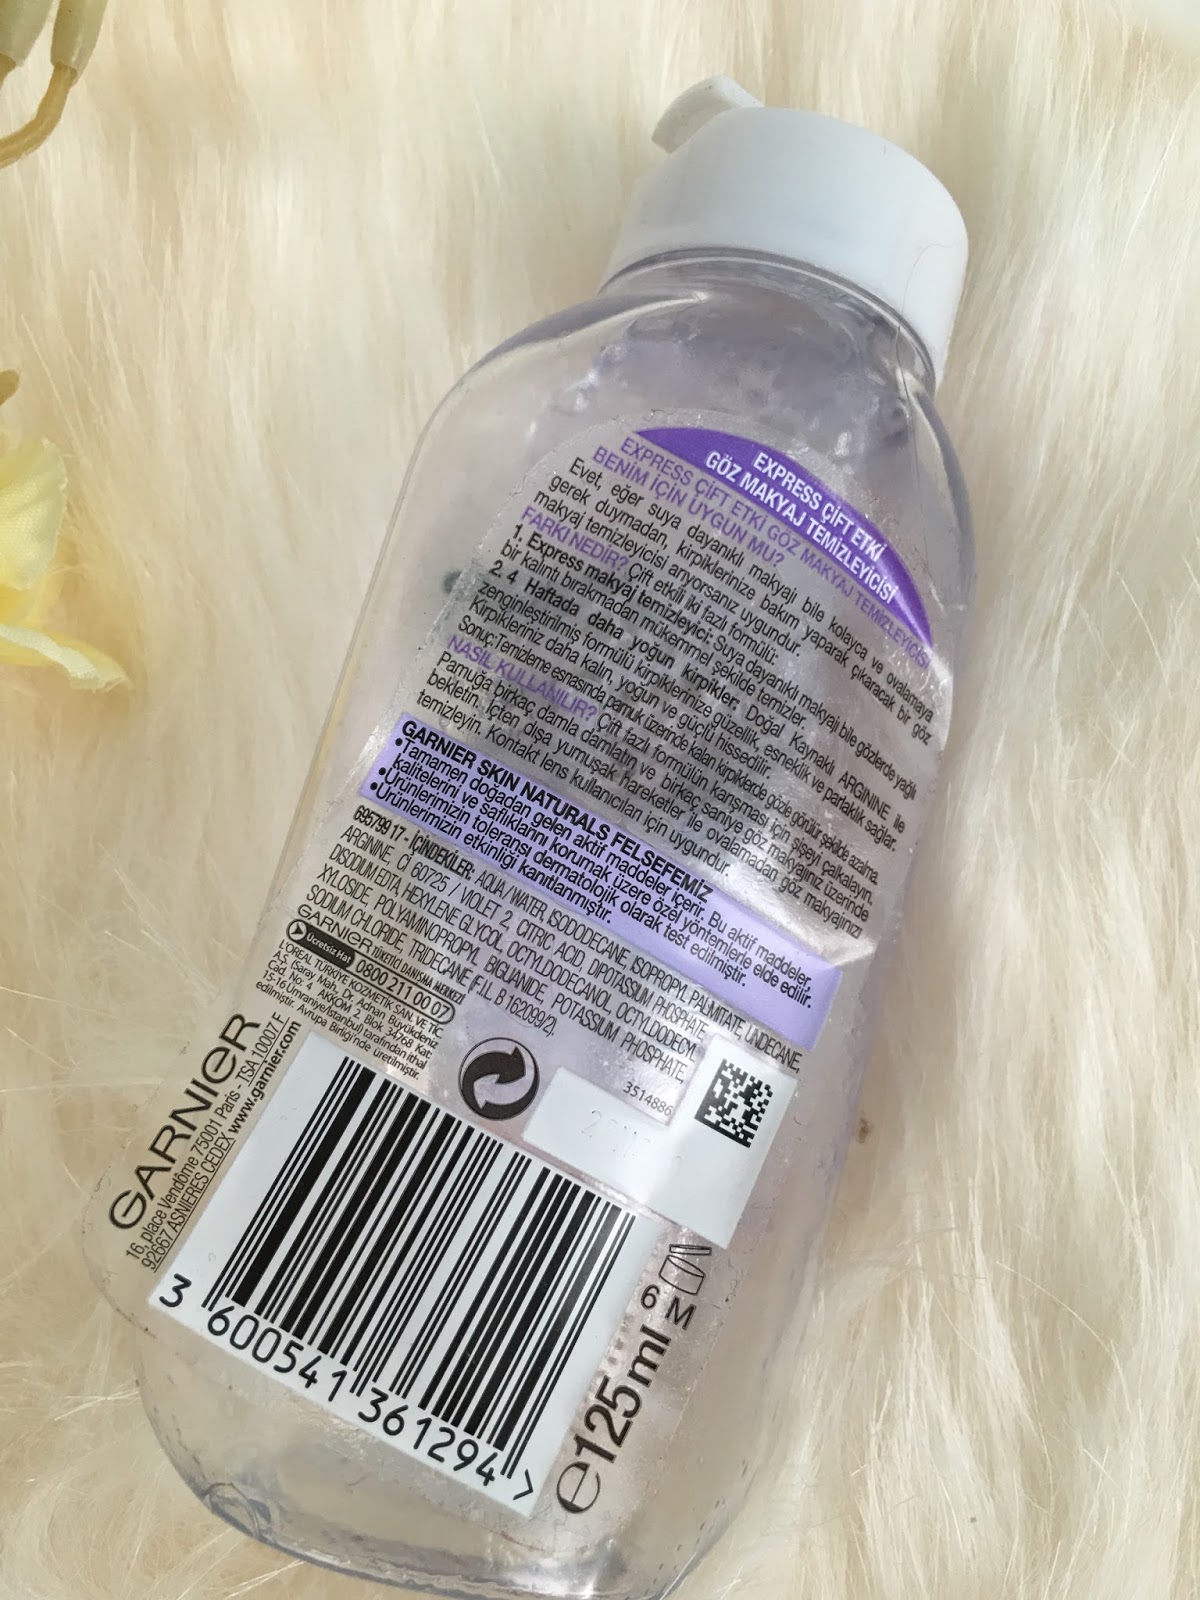 EXPRESS ÇİFT ETKİ
GÖZ MAKYAJ TEMİZLEYİCİSİ
EXPRESS ÇİFT ETKİ GÖZ MAKYAJ TEMİZLEYİCİSİ
BENİM İÇİN UYGUN MU?
Evet, eğer suya dayanıklı makyajı bile kolayca ve ovalamaya
gerek duymadan, kirpiklerinize bakım yaparak çıkaracak bir göz
makyaj temizleyicisi arıyorsanız uygundur.
FARKI NEDİR? Çift etkili iki fazlı formülü:
1. Express makyaj temizleyici: Suya dayanıklı makyajı bile gözlerde yağlı
bir kalıntı bırakmadan mükemmel şekilde temizler.
2. 4 Haftada daha yoğun kirpikler: Doğal Kaynaklı ARGININE ile
zenginleştirilmiş formülü kirpiklerinize güzellik, esneklik ve parlaklık sağlar.
Kirpikleriniz daha kalın, yoğun ve güçlü hissedilir.
Sonuç: Temizleme esnasında pamuk üzerinde kalan kirpiklerde gözle görülür şekilde azalma.
NASIL KULLANILIR? Çift fazlı formülün karışması için şişeyi çalkalayın.
Pamuğa birkaç damla damlatın ve birkaç saniye göz makyajınız üzerinde
bekletin. İçten dışa yumuşak hareketler ile ovalamadan göz makyajınızı
temizleyin. Kontakt lens kullanıcıları için uygundur.
GARNIER SKIN NATURALS FELSEFEMİZ
•Tamamen doğadan gelen aktif maddeler içerir. Bu aktif maddeler,
kalitelerini ve saflıklarını korumak üzere özel yöntemlerle elde edilir.
•Ürünlerimizin toleransı dermatolojik olarak test edilmiştir.
•Ürünlerimizin etkinliği kanıtlanmıştır.
695799 17 - İÇİNDEKİLER: AQUA / WATER, ISODODECANE, ISOPROPYL PALMITATE, UNDECANE,
ARGININE, CI 60725 / VIOLET 2, CITRIC ACID, DIPOTASSIUM PHOSPHATE,
DISODIUM EDTA, HEXYLENE GLYCOL, OCTYLDODECANOL, OCTYLDODECYL
XYLOSIDE, POLYAMINOPROPYL BIGUANIDE, POTASSIUM PHOSPHATE,
SODIUM CHLORIDE, TRIDECANE (F.I.L. B 162099/2).
GARNIER TÜKETİCİ DANIŞMA MERKEZİ
Ücretsiz Hat 0800 211 00 07
L'OREAL TÜRKİYE KOZMETİK SAN. VE TİC.
A.Ş. (Saray Mah. Dr. Adnan Büyükdeniz
Cad. No: 4 AKKOM 2. Blok 34768 Kat:
15-16 Ümraniye/İstanbul) tarafından ithal
edilmiştir. Avrupa Birliği'nde üretilmiştir.
3514886
GARNIER
16, place Vendôme 75001 Paris - TSA 10007 F
92667 ASNIERES CEDEX www.garnier.com
3 600541 361294 >
6 M
e125ml